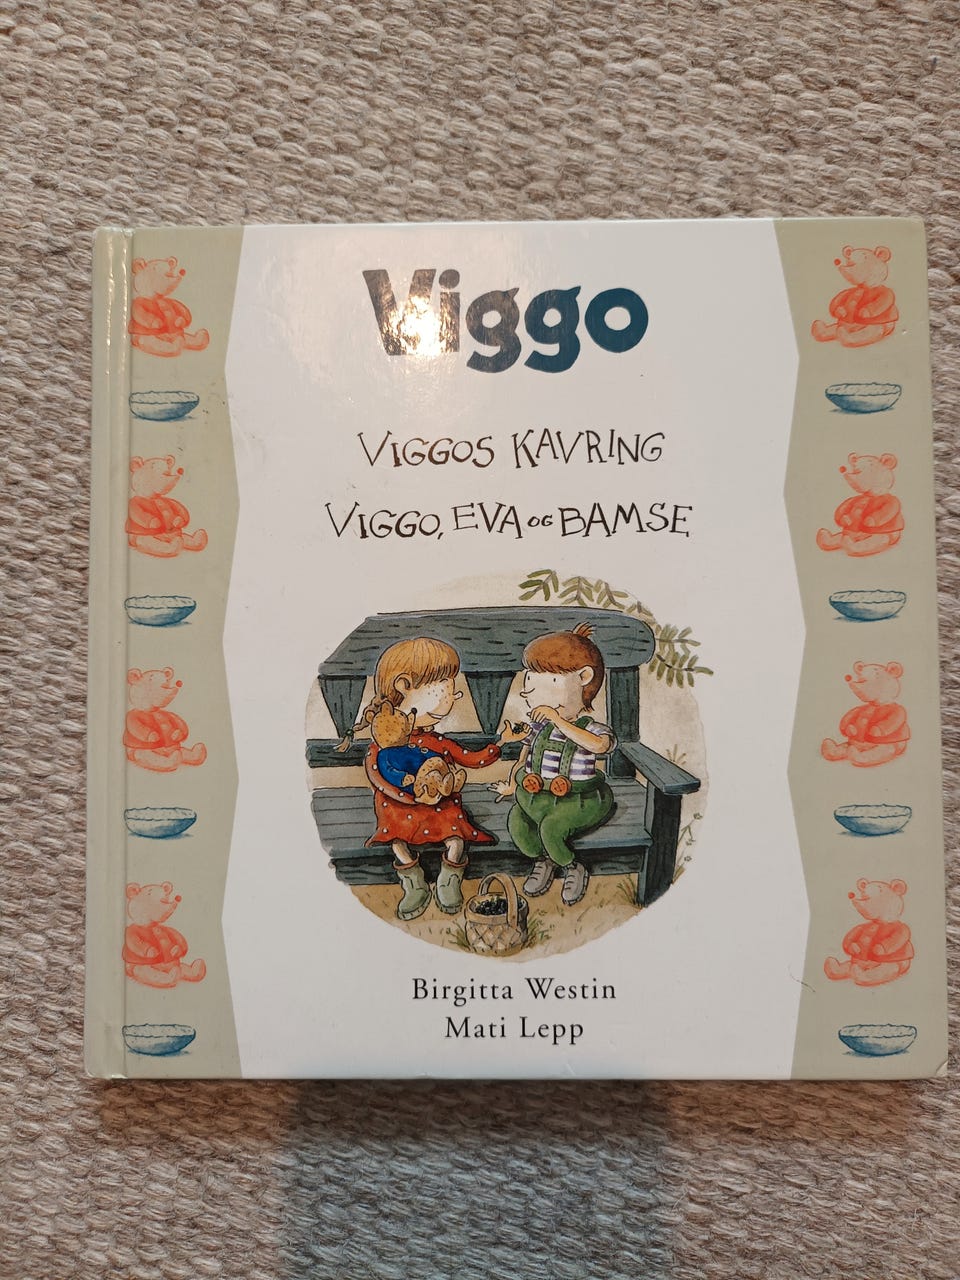 Viggo
VIGGOS KAVRING
VIGGO, EVA OG BAMSE
Birgitta Westin
Mati Lepp